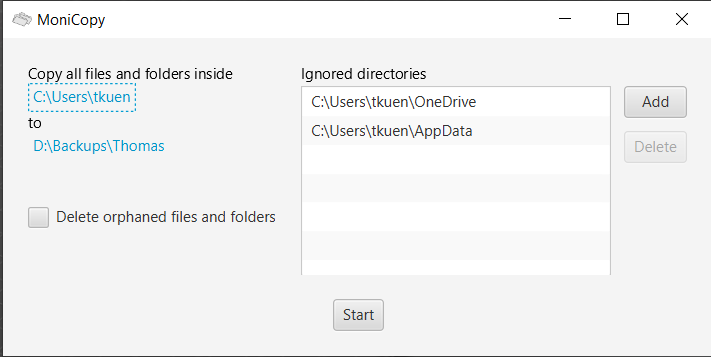 MoniCopy
Copy all files and folders inside
C:\Users\tkuen
to
D:\Backups\Thomas
Delete orphaned files and folders
Ignored directories
C:\Users\tkuen\OneDrive
C:\Users\tkuen\AppData
Add
Delete
Start